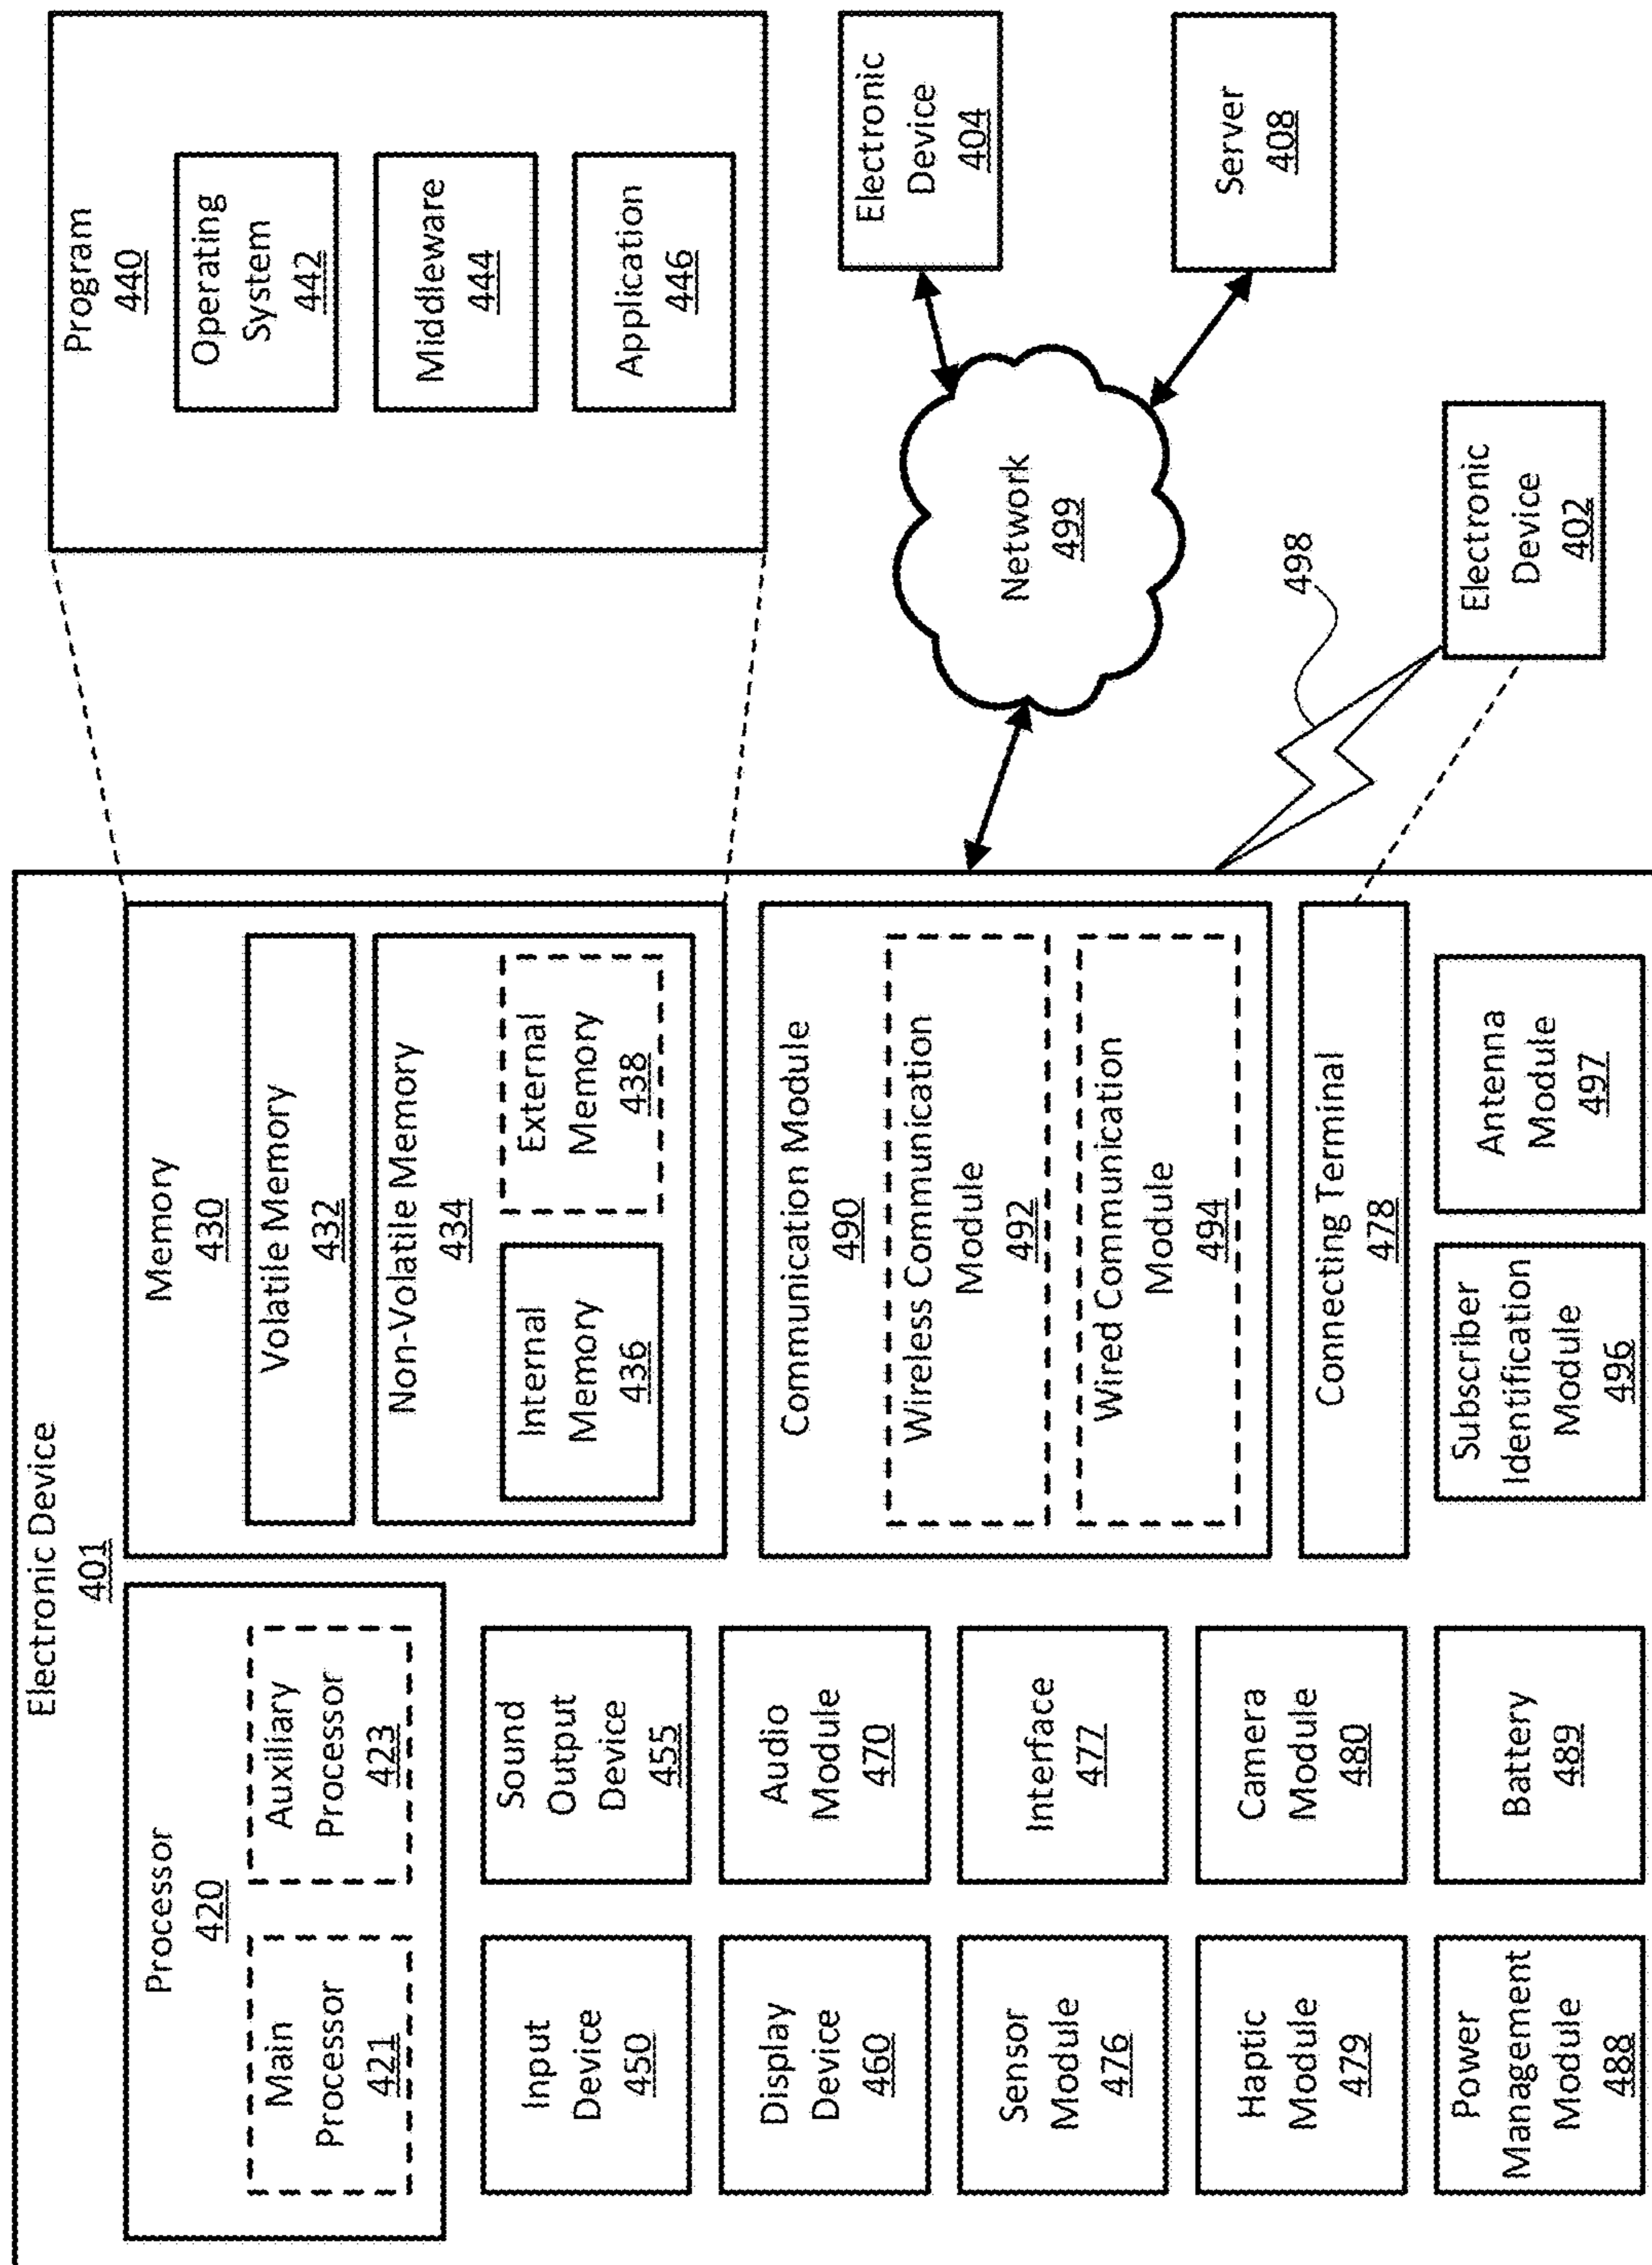 Electronic Device
401
Processor
420
Main
Processor
421
Auxiliary
Processor
423
Input
Device
450
Sound
Output
Device
455
Display
Device
460
Audio
Module
470
Sensor
Module
476
Interface
477
Haptic
Module
479
Camera
Module
480
Power
Management
Module
488
Battery
489
Memory
430
Volatile Memory
432
Non-Volatile Memory
434
Internal
Memory
436
External
Memory
438
Communication Module
490
Wireless Communication
Module
492
Wired Communication
Module
494
Connecting Terminal
478
Subscriber
Identification
Module
496
Antenna
Module
497
Program
440
Operating
System
442
Middleware
444
Application
446
Network
499
Electronic
Device
404
Server
408
498
Electronic
Device
402